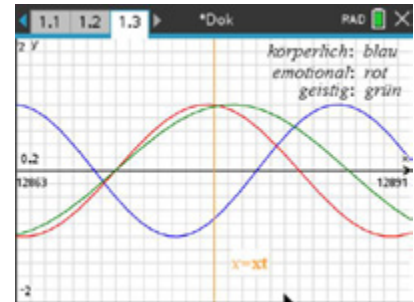 1.1 1.2 1.3 *Dok RAD
2 y
korperlich: blau
emotional: rot
geistig: grün
0.2
x
12863 12891
x=xt
-2